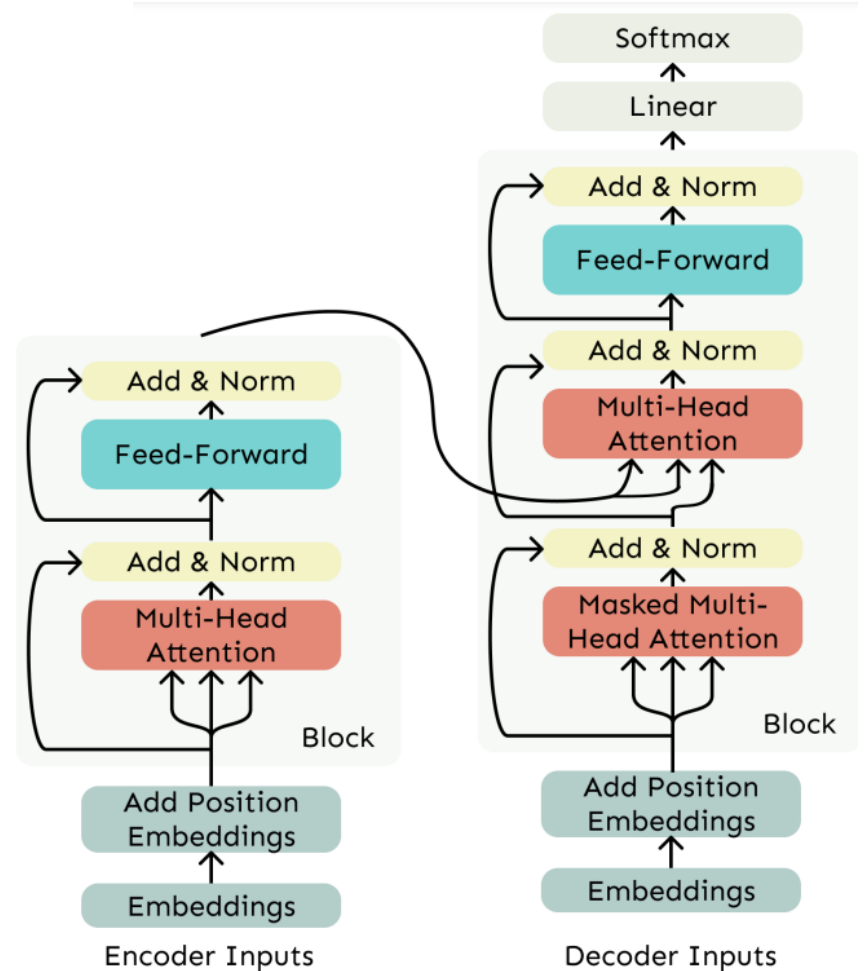 Softmax
Linear
Add & Norm
Feed-Forward
Add & Norm
Multi-Head
Attention
Add & Norm
Masked Multi-
Head Attention
Block
Add Position
Embeddings
Embeddings
Decoder Inputs
Add & Norm
Feed-Forward
Add & Norm
Multi-Head
Attention
Block
Add Position
Embeddings
Embeddings
Encoder Inputs